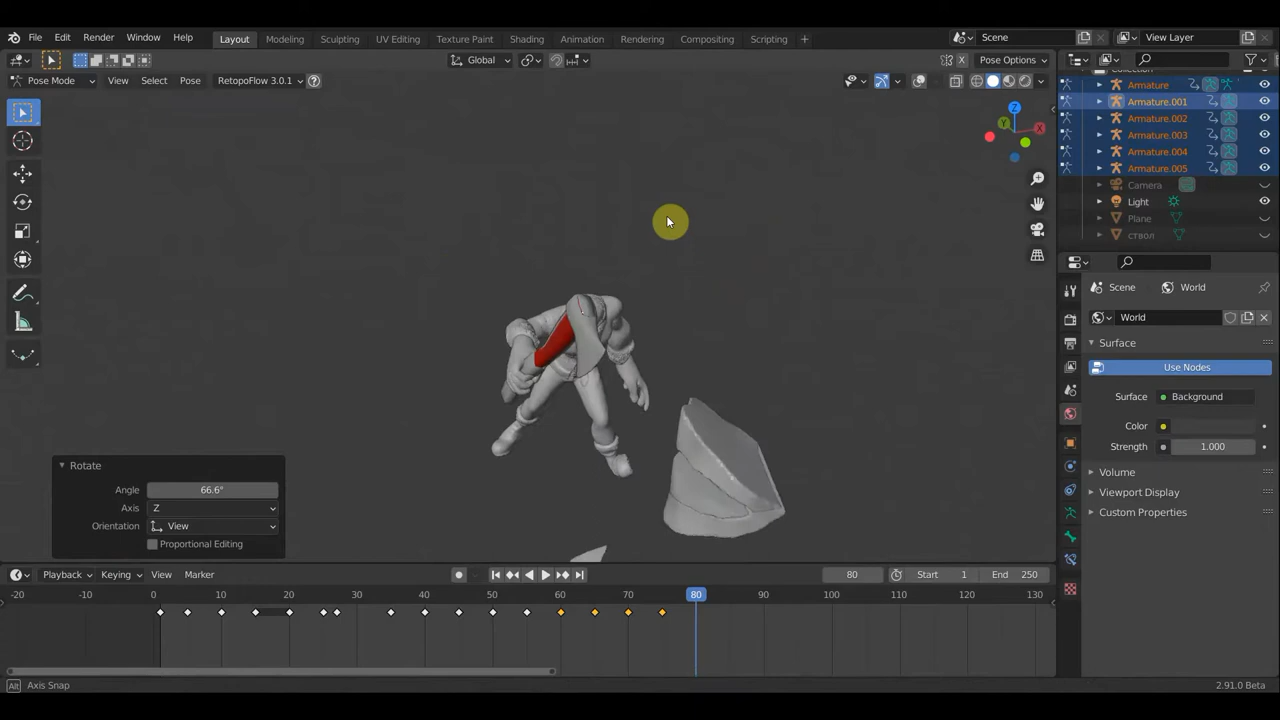 File Edit Render Window Help Layout Modeling Sculpting UV Editing Texture Paint Shading Animation Rendering Compositing Scripting + Scene View Layer
Global Pose Options
Pose Mode View Select Pose RetopoFlow 3.0.1 X
Armature
Armature.001
Armature.002
Armature.003
Armature.004
Armature.005
Camera
Light
Plane
ствол
Z
Y
X
Scene World
World
Surface
Use Nodes
Surface Background
Color
Strength 1.000
Volume
Viewport Display
Custom Properties
Rotate
Angle 66.6°
Axis Z
Orientation View
Proportional Editing
Playback Keying View Marker 80 Start 1 End 250
-20 -10 0 10 20 30 40 50 60 70 80 90 100 110 120 130
Alt Axis Snap 2.91.0 Beta